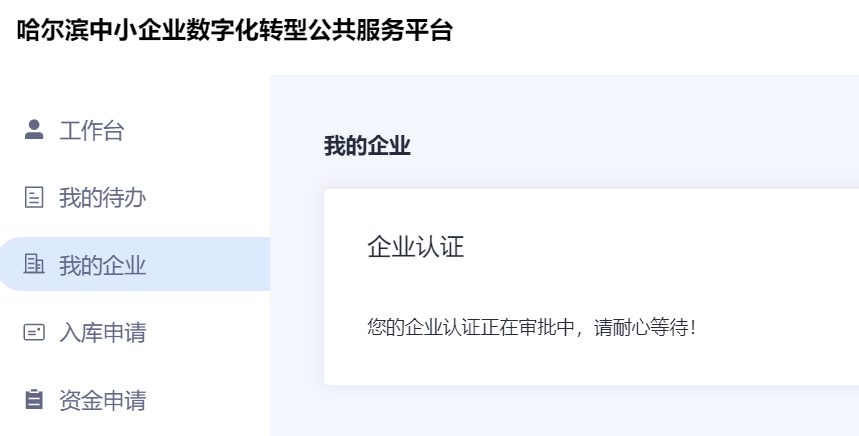 哈尔滨中小企业数字化转型公共服务平台
工作台
我的待办
我的企业
入库申请
资金申请
我的企业
企业认证
您的企业认证正在审批中，请耐心等待！